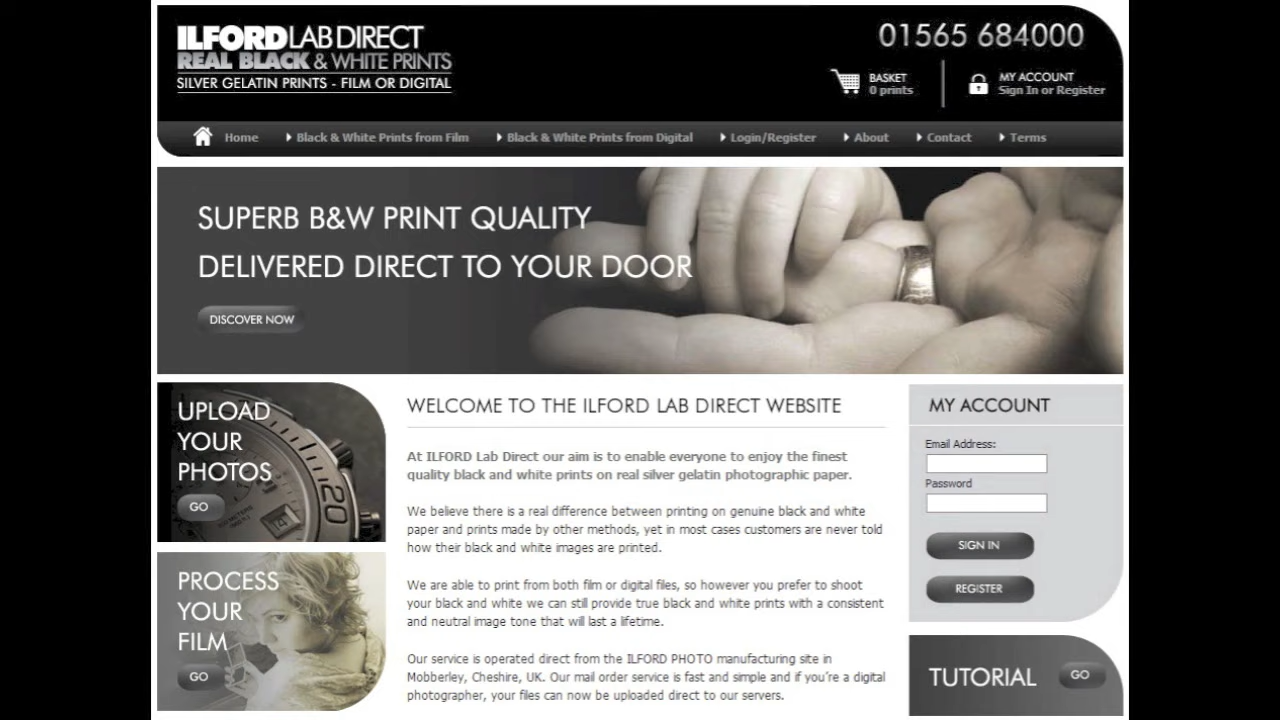 ILFORD LAB DIRECT
REAL BLACK & WHITE PRINTS
SILVER GELATIN PRINTS - FILM OR DIGITAL
01565 684000
BASKET
0 prints
MY ACCOUNT
Sign In or Register
Home
Black & White Prints from Film
Black & White Prints from Digital
Login/Register
About
Contact
Terms
SUPERB B&W PRINT QUALITY
DELIVERED DIRECT TO YOUR DOOR
DISCOVER NOW
UPLOAD
YOUR
PHOTOS
GO
20
PROCESS
YOUR
FILM
GO
WELCOME TO THE ILFORD LAB DIRECT WEBSITE
At ILFORD Lab Direct our aim is to enable everyone to enjoy the finest
quality black and white prints on real silver gelatin photographic paper.
We believe there is a real difference between printing on genuine black and white
paper and prints made by other methods, yet in most cases customers are never told
how their black and white images are printed.
We are able to print from both film or digital files, so however you prefer to shoot
your black and white we can still provide true black and white prints with a consistent
and neutral image tone that will last a lifetime.
Our service is operated direct from the ILFORD PHOTO manufacturing site in
Mobberley, Cheshire, UK. Our mail order service is fast and simple and if you're a digital
photographer, your files can now be uploaded direct to our servers.
MY ACCOUNT
Email Address:
Password
SIGN IN
REGISTER
TUTORIAL
GO